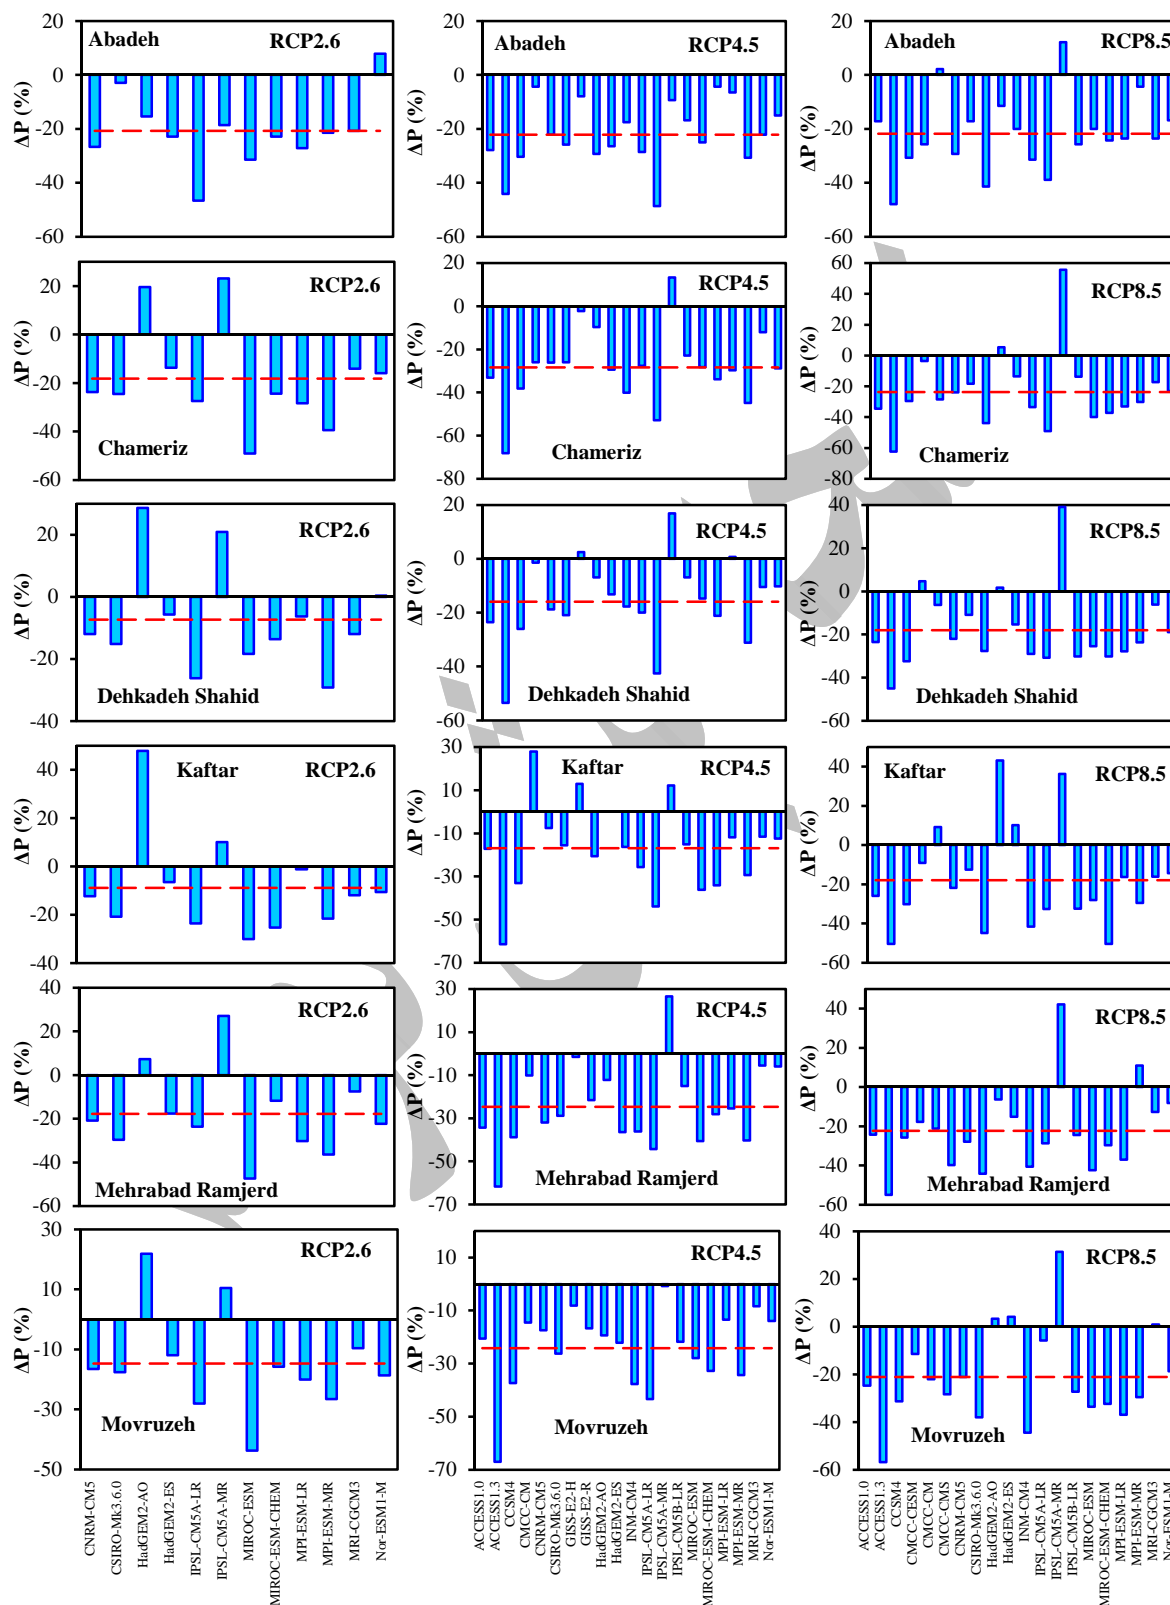 Abadeh RCP2.6
ΔP (%)
20
0
-20
-40
-60
Abadeh RCP4.5
ΔP (%)
20
0
-20
-40
-60
Abadeh RCP8.5
ΔP (%)
20
0
-20
-40
-60
RCP2.6
Chameriz
ΔP (%)
20
0
-20
-40
-60
RCP4.5
Chameriz
ΔP (%)
20
0
-20
-40
-60
-80
RCP8.5
Chameriz
ΔP (%)
60
40
20
0
-20
-40
-60
-80
RCP2.6
Dehkadeh Shahid
ΔP (%)
20
0
-20
-40
RCP4.5
Dehkadeh Shahid
ΔP (%)
20
0
-20
-40
-60
RCP8.5
Dehkadeh Shahid
ΔP (%)
40
20
0
-20
-40
-60
Kaftar RCP2.6
ΔP (%)
40
20
0
-20
-40
Kaftar RCP4.5
ΔP (%)
30
10
-10
-30
-50
-70
Kaftar RCP8.5
ΔP (%)
40
20
0
-20
-40
-60
RCP2.6
Mehrabad Ramjerd
ΔP (%)
40
20
0
-20
-40
-60
RCP4.5
Mehrabad Ramjerd
ΔP (%)
30
10
-10
-30
-50
-70
RCP8.5
Mehrabad Ramjerd
ΔP (%)
40
20
0
-20
-40
-60
RCP2.6
Movruzeh
ΔP (%)
30
10
-10
-30
-50
CNRM-CM5
CSIRO-Mk3.6.0
HadGEM2-AO
HadGEM2-ES
IPSL-CM5A-LR
IPSL-CM5A-MR
MIROC-ESM
MIROC-ESM-CHEM
MPI-ESM-LR
MPI-ESM-MR
MRI-CGCM3
Nor-ESM1-M
RCP4.5
Movruzeh
ΔP (%)
10
-10
-30
-50
-70
ACCESS1.0
ACCESS1.3
CCSM4
CMCC-CM
CNRM-CM5
CSIRO-Mk3.6.0
GISS-E2-H
GISS-E2-R
HadGEM2-AO
HadGEM2-ES
INM-CM4
IPSL-CM5A-LR
IPSL-CM5A-MR
IPSL-CM5B-LR
MIROC-ESM
MIROC-ESM-CHEM
MPI-ESM-LR
MPI-ESM-MR
MRI-CGCM3
Nor-ESM1-M
RCP8.5
Movruzeh
ΔP (%)
40
20
0
-20
-40
-60
ACCESS1.0
ACCESS1.3
CCSM4
CMCC-CESM
CMCC-CM
CMCC-CMS
CNRM-CM5
CSIRO-Mk3.6.0
HadGEM2-AO
HadGEM2-ES
INM-CM4
IPSL-CM5A-LR
IPSL-CM5A-MR
IPSL-CM5B-LR
MIROC-ESM
MIROC-ESM-CHEM
MPI-ESM-LR
MPI-ESM-MR
MRI-CGCM3
Nor-ESM1-M